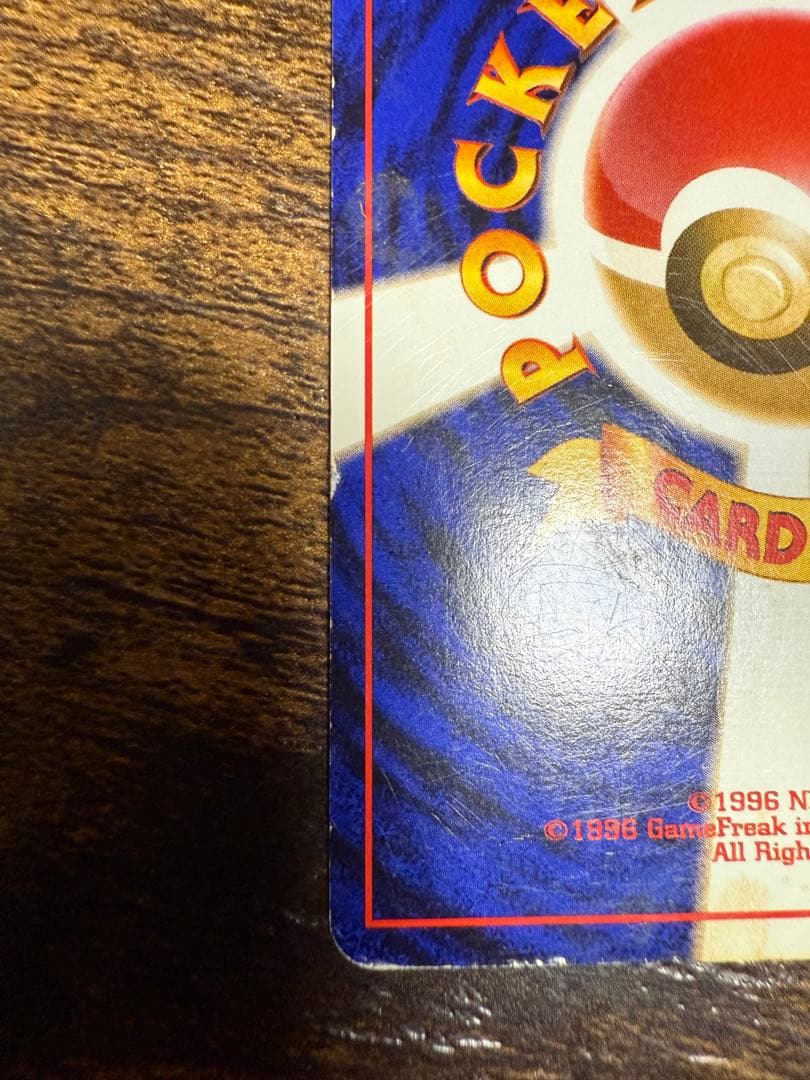 POCKE
CARD
©1996 N
©1996 GameFreak in
All Righ